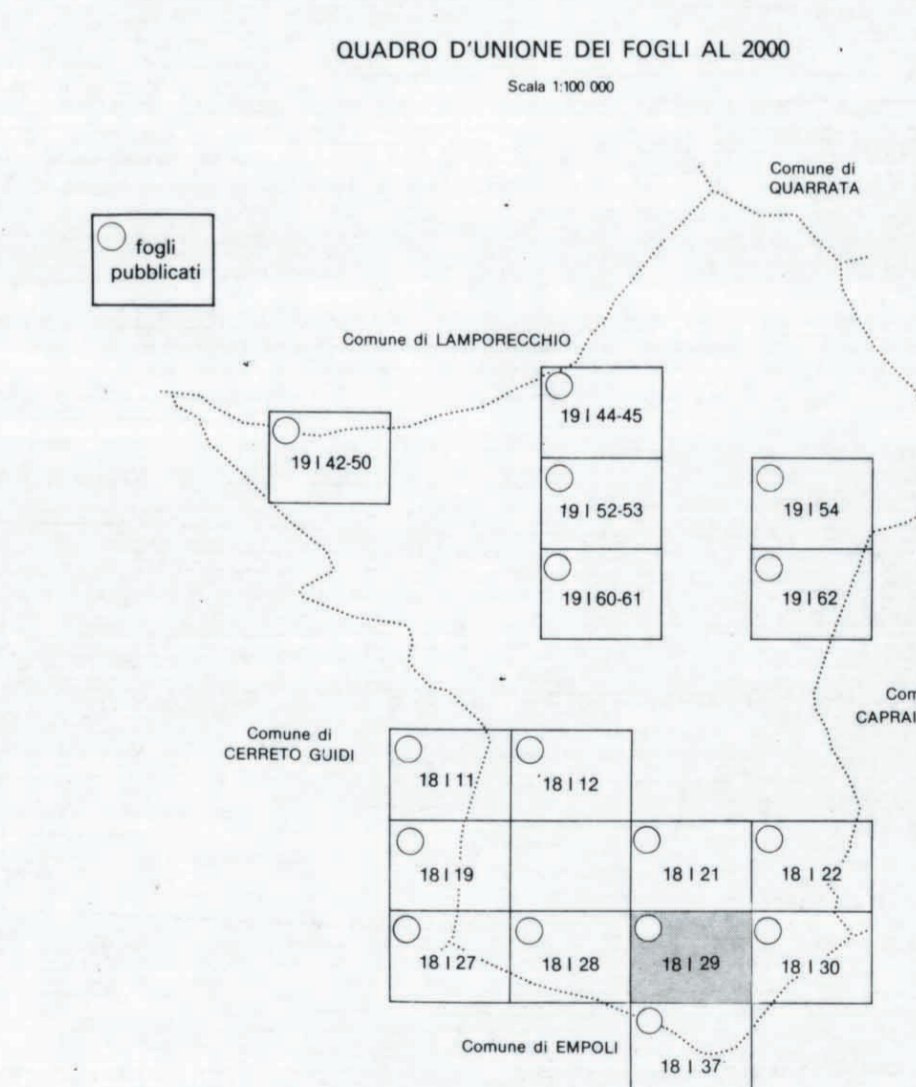 QUADRO D'UNIONE DEI FOGLI AL 2000
Scala 1:100 000
Comune di
QUARRATA
fogli
pubblicati
Comune di LAMPORECCHIO
19 I 44-45
19 I 42-50
19 I 52-53
19 I 54
19 I 60-61
19 I 62
Com
CAPRAI
Comune di
CERRETO GUIDI
18 I 11
18 I 12
18 I 19
18 I 21
18 I 22
18 I 27
18 I 28
18 I 29
18 I 30
Comune di EMPOLI
18 I 37